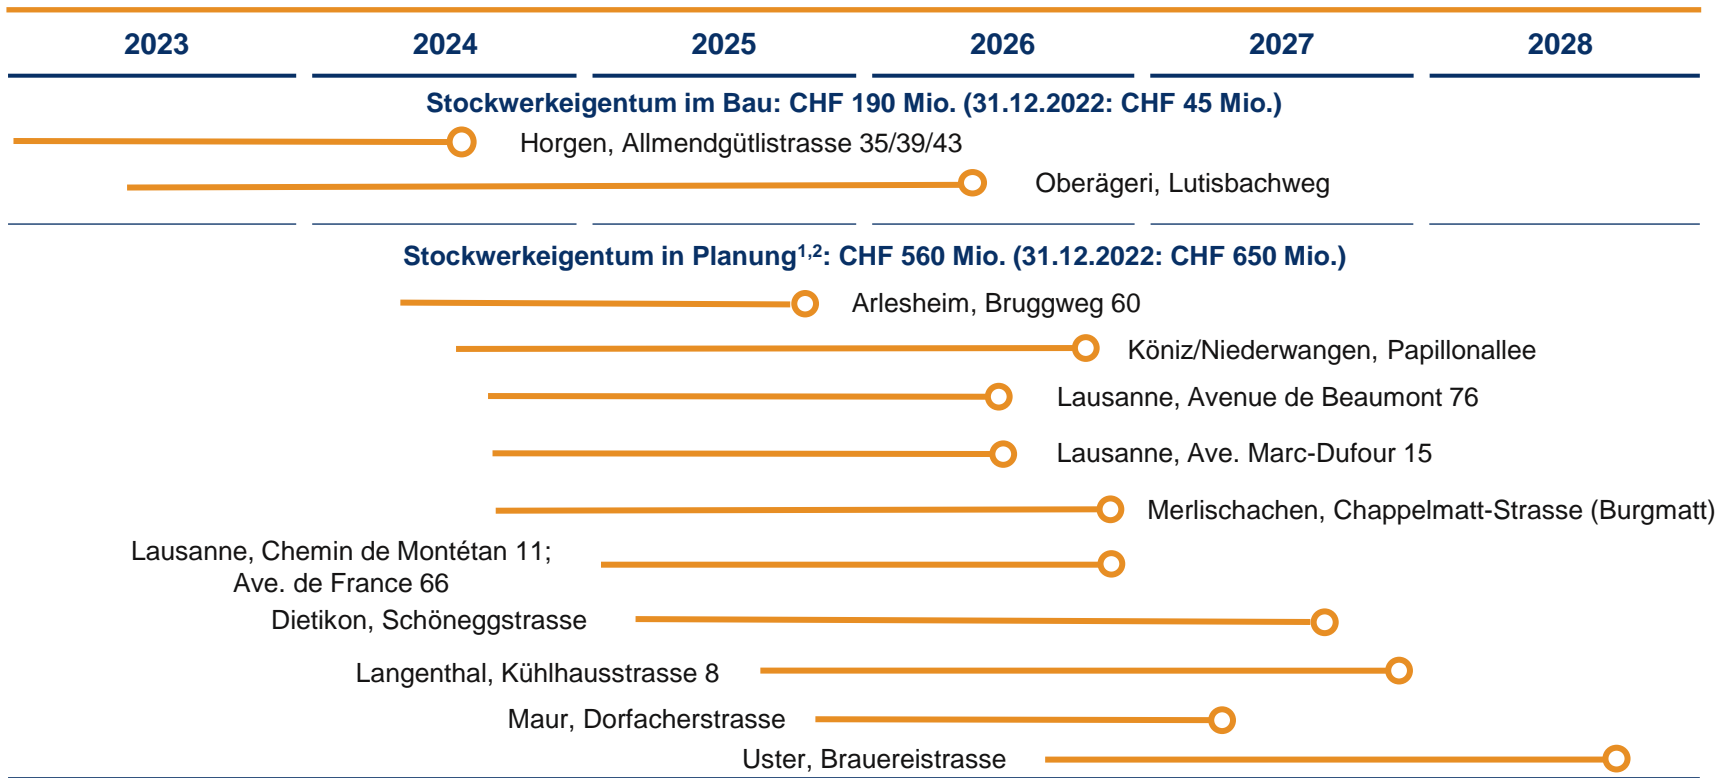 2023 2024 2025 2026 2027 2028
Stockwerkeigentum im Bau: CHF 190 Mio. (31.12.2022: CHF 45 Mio.)
Horgen, Allmendgütlistrasse 35/39/43
Oberägeri, Lutisbachweg
Stockwerkeigentum in Planung1,2: CHF 560 Mio. (31.12.2022: CHF 650 Mio.)
Arlesheim, Bruggweg 60
Köniz/Niederwangen, Papillonallee
Lausanne, Avenue de Beaumont 76
Lausanne, Ave. Marc-Dufour 15
Merlischachen, Chappelmatt-Strasse (Burgmatt)
Lausanne, Chemin de Montétan 11;
Ave. de France 66
Dietikon, Schöneggstrasse
Langenthal, Kühlhausstrasse 8
Maur, Dorfacherstrasse
Uster, Brauereistrasse